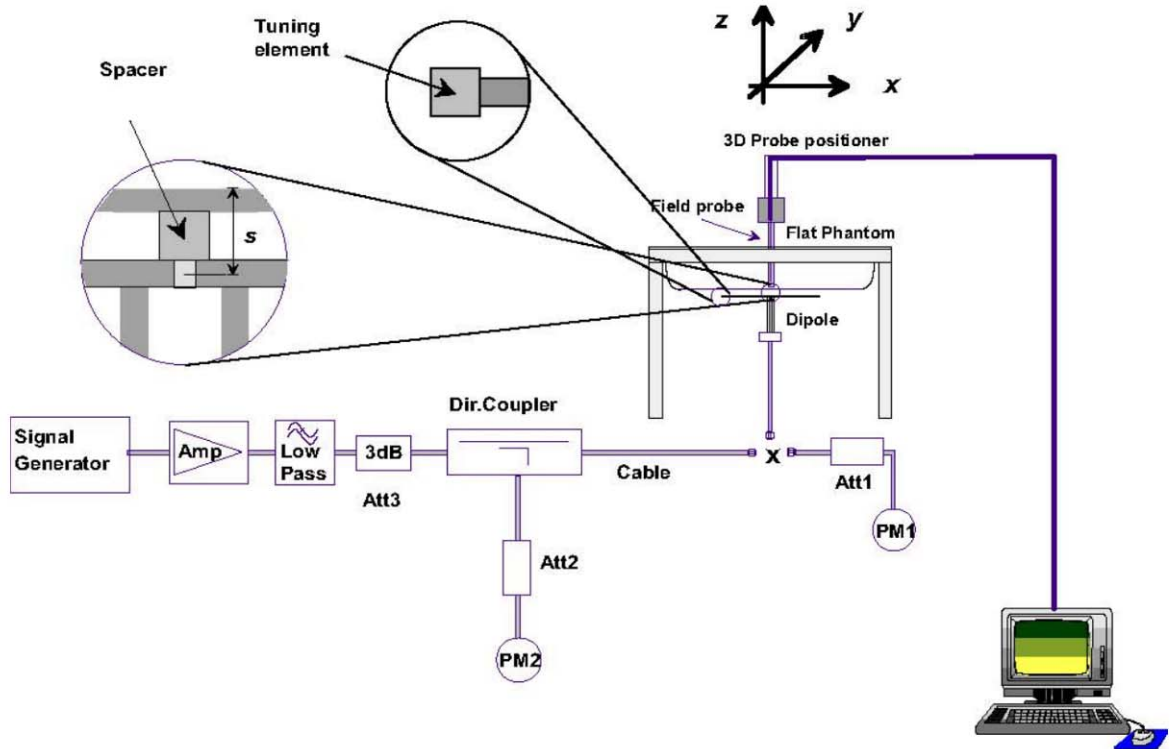 Tuning
element
Spacer
s
z
y
x
3D Probe positioner
Field probe
Flat Phantom
Dipole
Signal
Generator
Amp
Low
Pass
3dB
Att3
Dir.Coupler
Cable
x
Att1
PM1
Att2
PM2